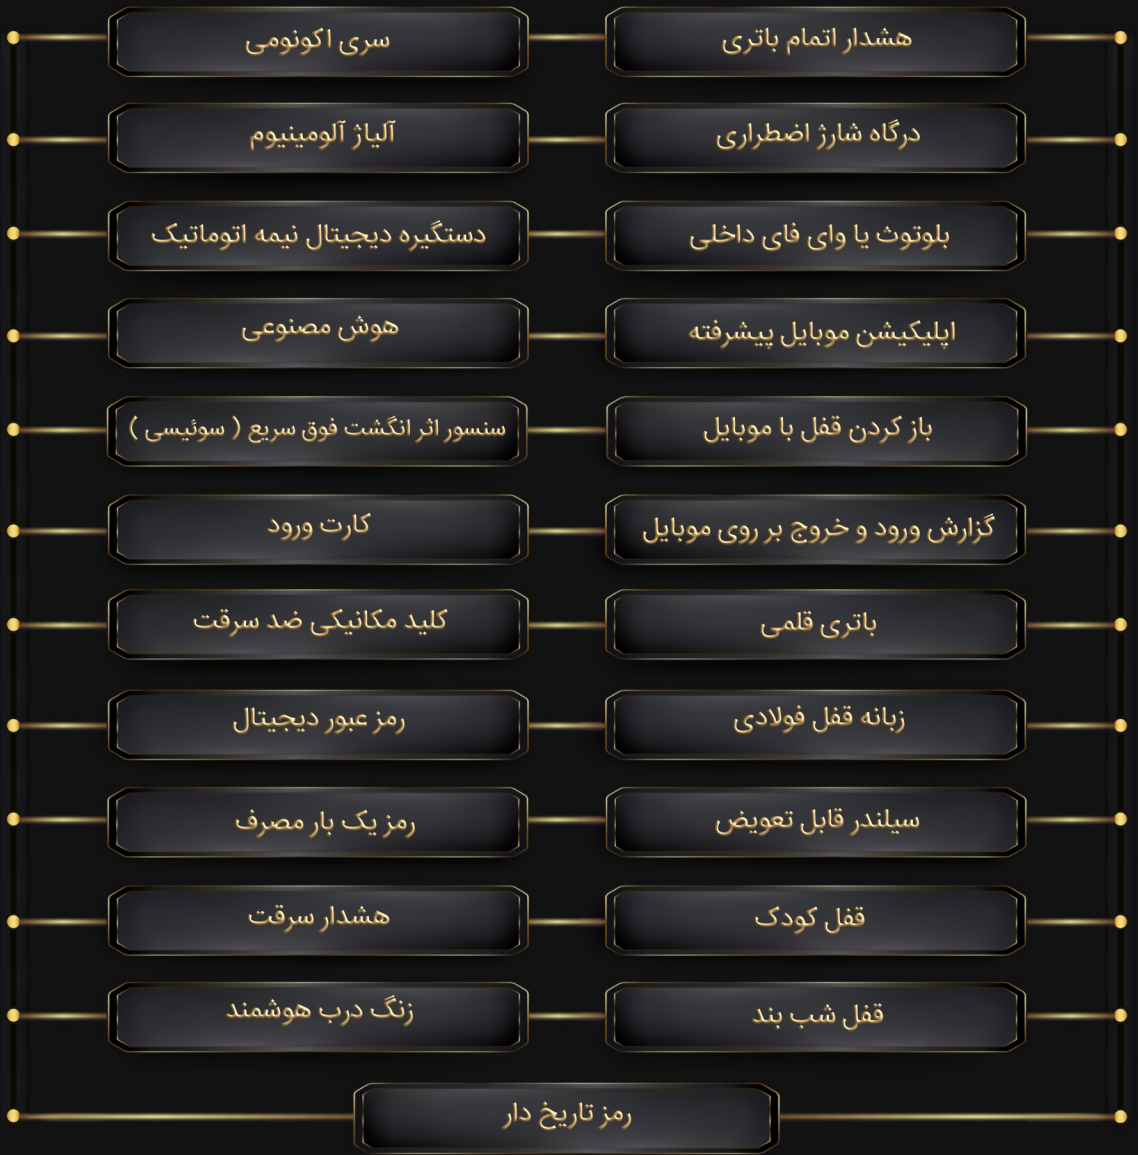 هشدار اتمام باتری
سری اکونومی
درگاه شارژ اضطراری
آلیاژ آلومینیوم
بلوتوث یا وای فای داخلی
دستگیره دیجیتال نیمه اتوماتیک
اپلیکیشن موبایل پیشرفته
هوش مصنوعی
باز کردن قفل با موبایل
سنسور اثر انگشت فوق سریع ( سوئیسی )
گزارش ورود و خروج بر روی موبایل
کارت ورود
باتری قلمی
کلید مکانیکی ضد سرقت
زبانه قفل فولادی
رمز عبور دیجیتال
سیلندر قابل تعویض
رمز یک بار مصرف
قفل کودک
هشدار سرقت
قفل شب بند
زنگ درب هوشمند
رمز تاریخ دار